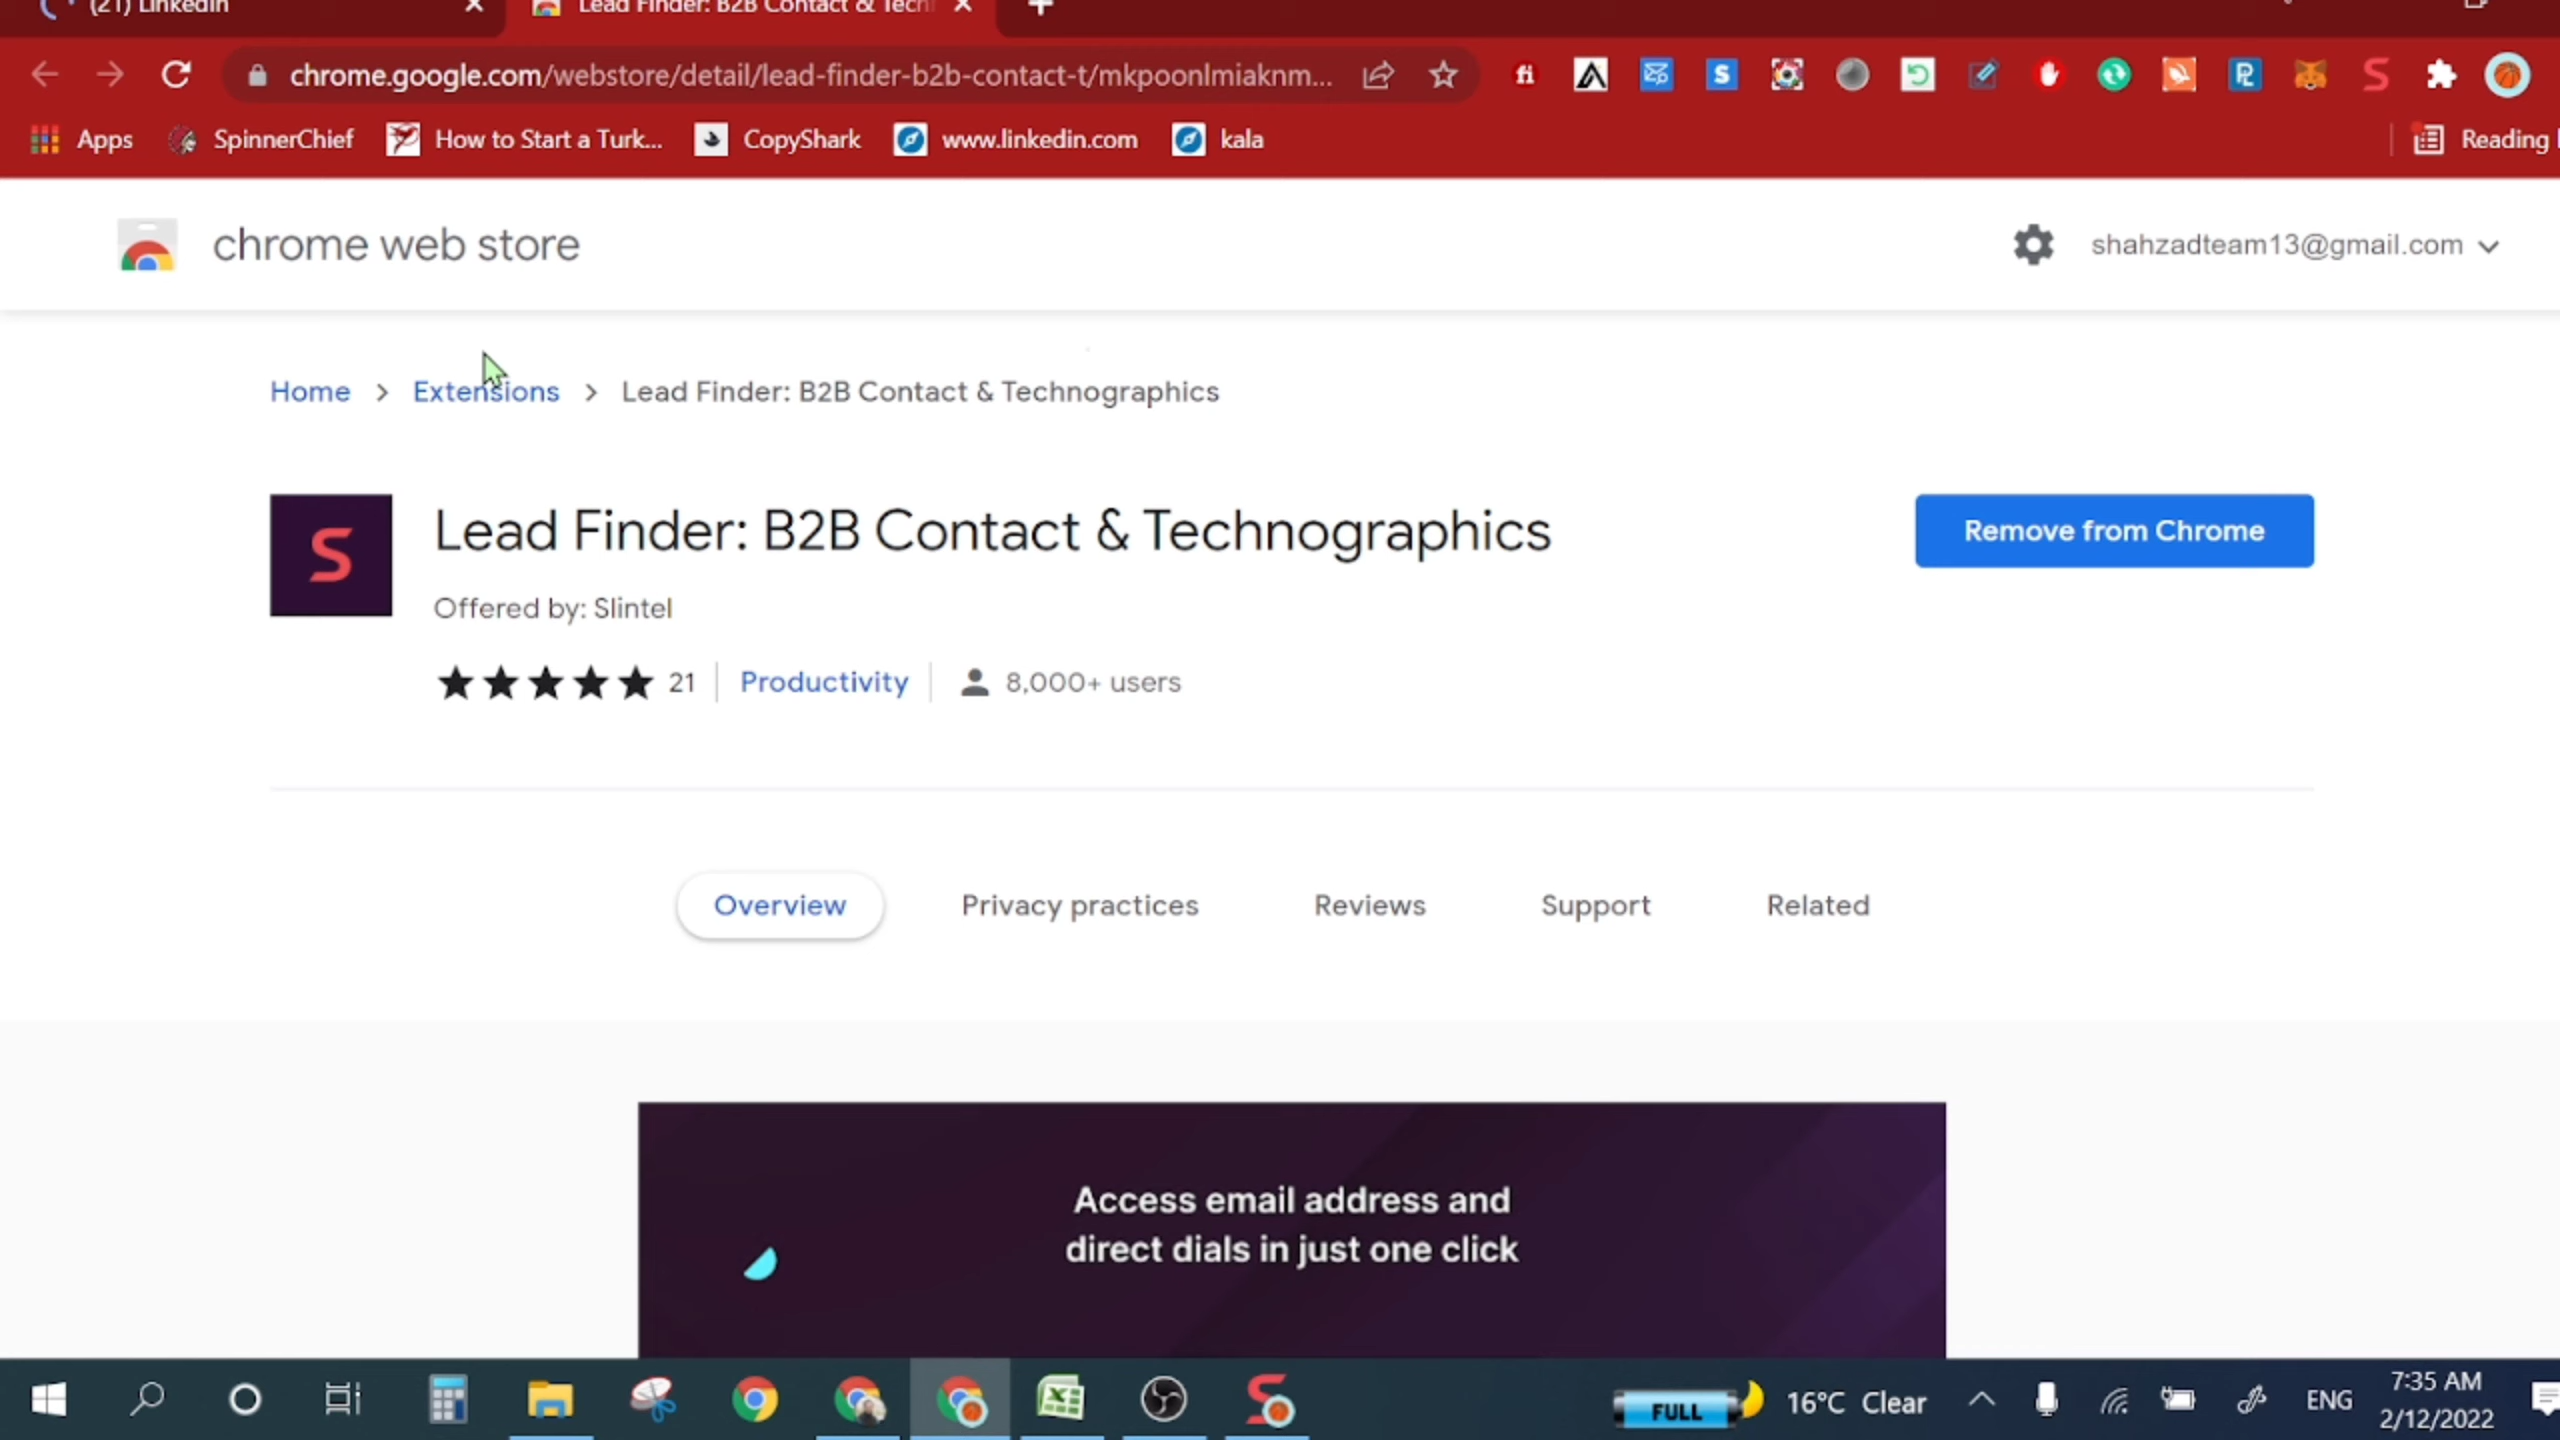 (21) LinkedIn
Lead Finder: B2B Contact & Tech
chrome.google.com/webstore/detail/lead-finder-b2b-contact-t/mkpoonlmiaknm...
Apps SpinnerChief How to Start a Turk... CopyShark www.linkedin.com kala Reading
chrome web store
shahzadteam13@gmail.com
Home > Extensions > Lead Finder: B2B Contact & Technographics
S
Lead Finder: B2B Contact & Technographics
Remove from Chrome
Offered by: Slintel
21 Productivity 8,000+ users
Overview Privacy practices Reviews Support Related
Access email address and
direct dials in just one click
FULL 16°C Clear ENG
7:35 AM
2/12/2022